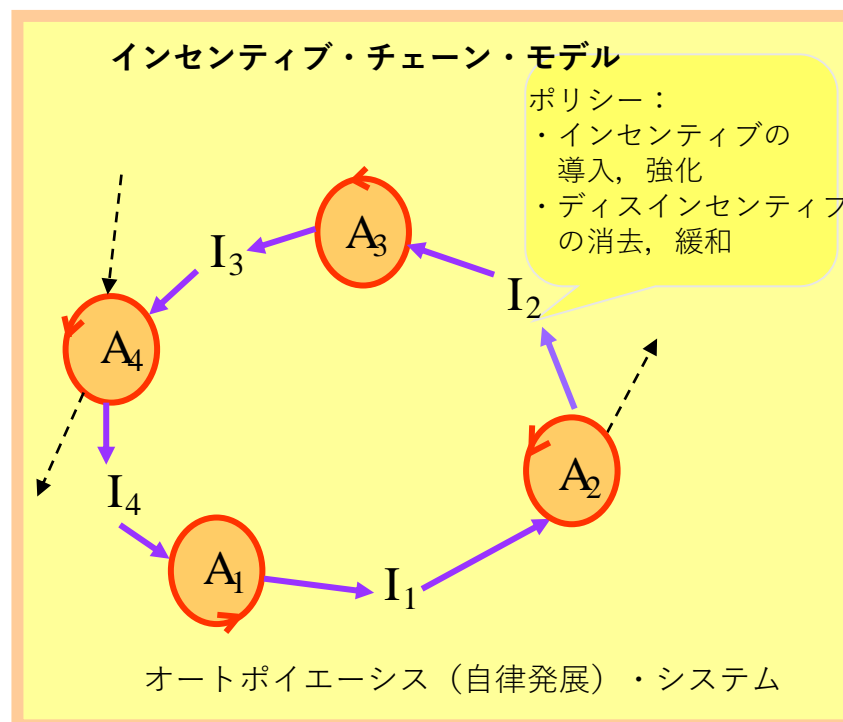 インセンティブ・チェーン・モデル
ポリシー：
・インセンティブの
導入，強化
・ディスインセンティブ
の消去，緩和
A3
I3
I2
A4
A2
I4
A1
I1
オートポイエーシス（自律発展）・システム